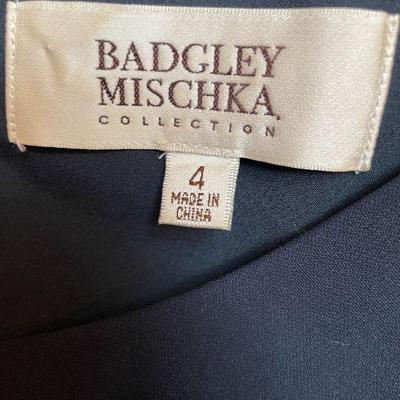 BADGLEY
MISCHKA
COLLECTION
4
MADE IN
CHINA